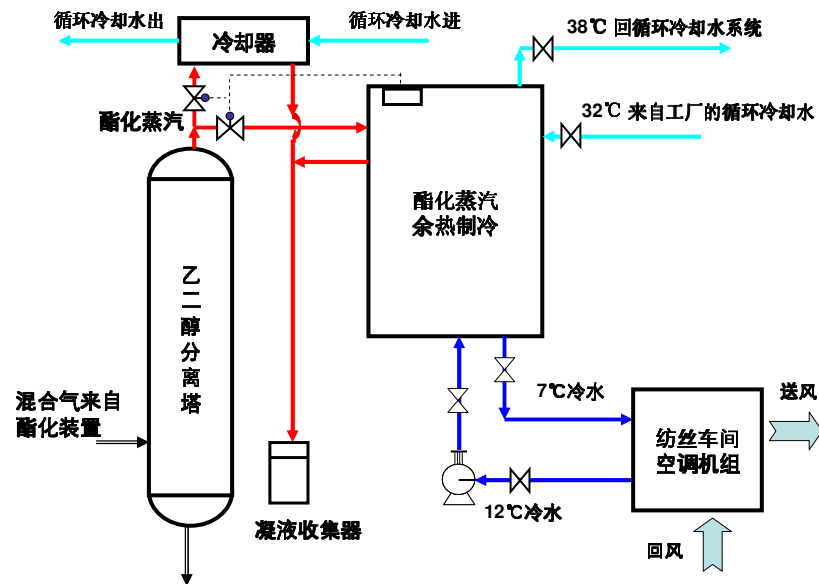 循环冷却水出
冷却器
循环冷却水进
38℃ 回循环冷却水系统
酯化蒸汽
32℃ 来自工厂的循环冷却水
酯化蒸汽
余热制冷
乙二醇分离塔
混合气来自
酯化装置
7℃冷水
送风
纺丝车间
空调机组
12℃冷水
凝液收集器
回风